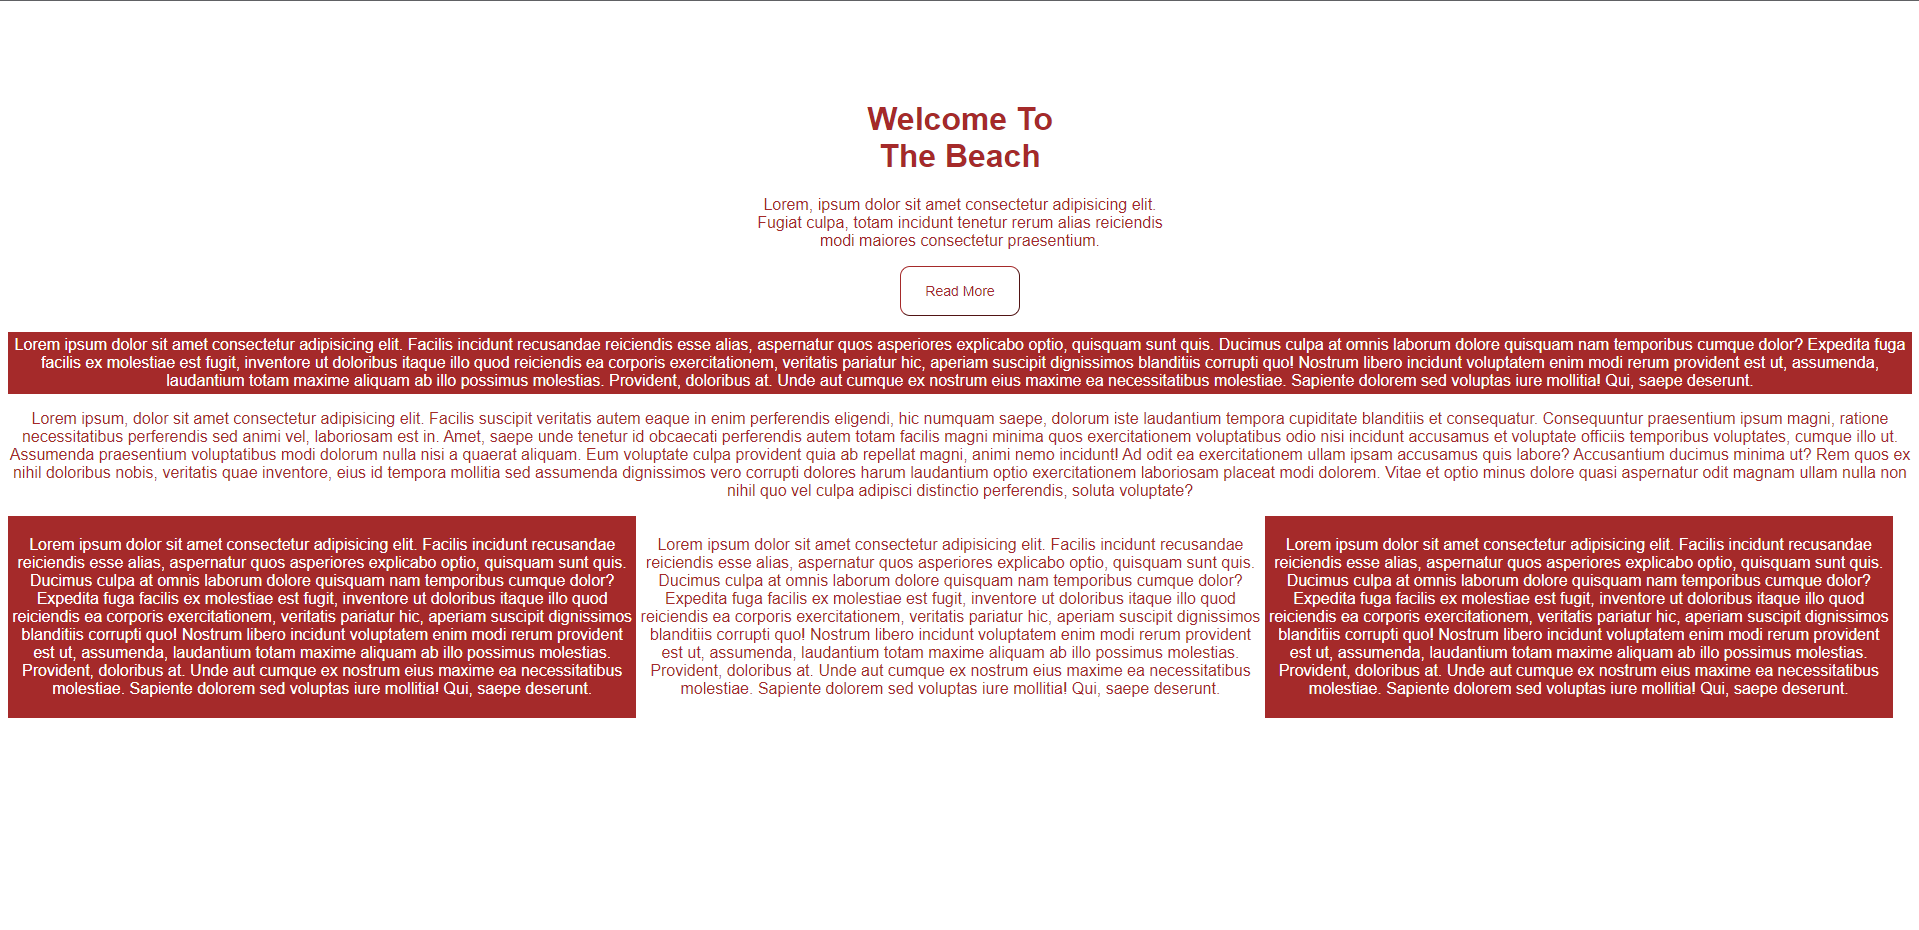 Welcome To
The Beach
Lorem, ipsum dolor sit amet consectetur adipisicing elit.
Fugiat culpa, totam incidunt tenetur rerum alias reiciendis
modi maiores consectetur praesentium.
Read More
Lorem ipsum dolor sit amet consectetur adipisicing elit. Facilis incidunt recusandae reiciendis esse alias, aspernatur quos asperiores explicabo optio, quisquam sunt quis. Ducimus culpa at omnis laborum dolore quisquam nam temporibus cumque dolor? Expedita fuga
facilis ex molestiae est fugit, inventore ut doloribus itaque illo quod reiciendis ea corporis exercitationem, veritatis pariatur hic, aperiam suscipit dignissimos blanditiis corrupti quo! Nostrum libero incidunt voluptatem enim modi rerum provident est ut, assumenda,
laudantium totam maxime aliquam ab illo possimus molestias. Provident, doloribus at. Unde aut cumque ex nostrum eius maxime ea necessitatibus molestiae. Sapiente dolorem sed voluptas iure mollitia! Qui, saepe deserunt.
Lorem ipsum, dolor sit amet consectetur adipisicing elit. Facilis suscipit veritatis autem eaque in enim perferendis eligendi, hic numquam saepe, dolorum iste laudantium tempora cupiditate blanditiis et consequatur. Consequuntur praesentium ipsum magni, ratione
necessitatibus perferendis sed animi vel, laboriosam est in. Amet, saepe unde tenetur id obcaecati perferendis autem totam facilis magni minima quos exercitationem voluptatibus odio nisi incidunt accusamus et voluptate officiis temporibus voluptates, cumque illo ut.
Assumenda praesentium voluptatibus modi dolorum nulla nisi a quaerat aliquam. Eum voluptate culpa provident quia ab repellat magni, animi nemo incidunt! Ad odit ea exercitationem ullam ipsam accusamus quis labore? Accusantium ducimus minima ut? Rem quos ex
nihil doloribus nobis, veritatis quae inventore, eius id tempora mollitia sed assumenda dignissimos vero corrupti dolores harum laudantium optio exercitationem laboriosam placeat modi dolorem. Vitae et optio minus dolore quasi aspernatur odit magnam ullam nulla non
nihil quo vel culpa adipisci distinctio perferendis, soluta voluptate?
Lorem ipsum dolor sit amet consectetur adipisicing elit. Facilis incidunt recusandae
reiciendis esse alias, aspernatur quos asperiores explicabo optio, quisquam sunt quis.
Ducimus culpa at omnis laborum dolore quisquam nam temporibus cumque dolor?
Expedita fuga facilis ex molestiae est fugit, inventore ut doloribus itaque illo quod
reiciendis ea corporis exercitationem, veritatis pariatur hic, aperiam suscipit dignissimos
blanditiis corrupti quo! Nostrum libero incidunt voluptatem enim modi rerum provident
est ut, assumenda, laudantium totam maxime aliquam ab illo possimus molestias.
Provident, doloribus at. Unde aut cumque ex nostrum eius maxime ea necessitatibus
molestiae. Sapiente dolorem sed voluptas iure mollitia! Qui, saepe deserunt.
Lorem ipsum dolor sit amet consectetur adipisicing elit. Facilis incidunt recusandae
reiciendis esse alias, aspernatur quos asperiores explicabo optio, quisquam sunt quis.
Ducimus culpa at omnis laborum dolore quisquam nam temporibus cumque dolor?
Expedita fuga facilis ex molestiae est fugit, inventore ut doloribus itaque illo quod
reiciendis ea corporis exercitationem, veritatis pariatur hic, aperiam suscipit dignissimos
blanditiis corrupti quo! Nostrum libero incidunt voluptatem enim modi rerum provident
est ut, assumenda, laudantium totam maxime aliquam ab illo possimus molestias.
Provident, doloribus at. Unde aut cumque ex nostrum eius maxime ea necessitatibus
molestiae. Sapiente dolorem sed voluptas iure mollitia! Qui, saepe deserunt.
Lorem ipsum dolor sit amet consectetur adipisicing elit. Facilis incidunt recusandae
reiciendis esse alias, aspernatur quos asperiores explicabo optio, quisquam sunt quis.
Ducimus culpa at omnis laborum dolore quisquam nam temporibus cumque dolor?
Expedita fuga facilis ex molestiae est fugit, inventore ut doloribus itaque illo quod
reiciendis ea corporis exercitationem, veritatis pariatur hic, aperiam suscipit dignissimos
blanditiis corrupti quo! Nostrum libero incidunt voluptatem enim modi rerum provident
est ut, assumenda, laudantium totam maxime aliquam ab illo possimus molestias.
Provident, doloribus at. Unde aut cumque ex nostrum eius maxime ea necessitatibus
molestiae. Sapiente dolorem sed voluptas iure mollitia! Qui, saepe deserunt.